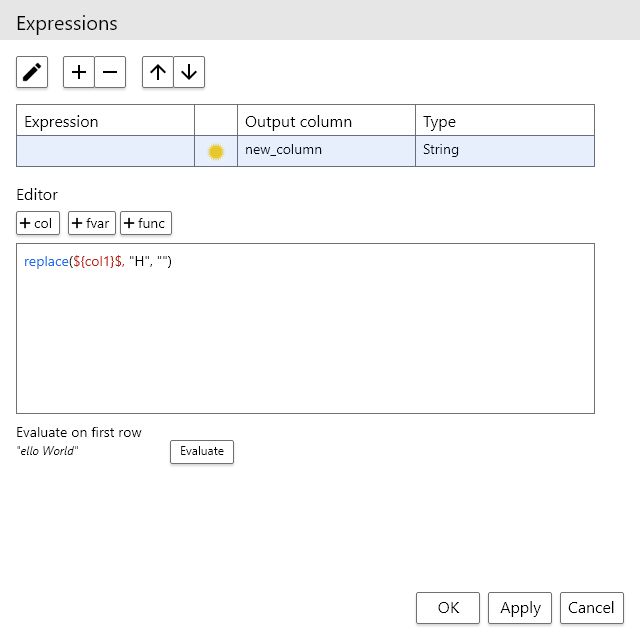 Expressions
Expression Output column Type
new_column String
Editor
+ col + fvar + func
replace(${col1}$, "H", "")
Evaluate on first row
"ello World" Evaluate
OK Apply Cancel